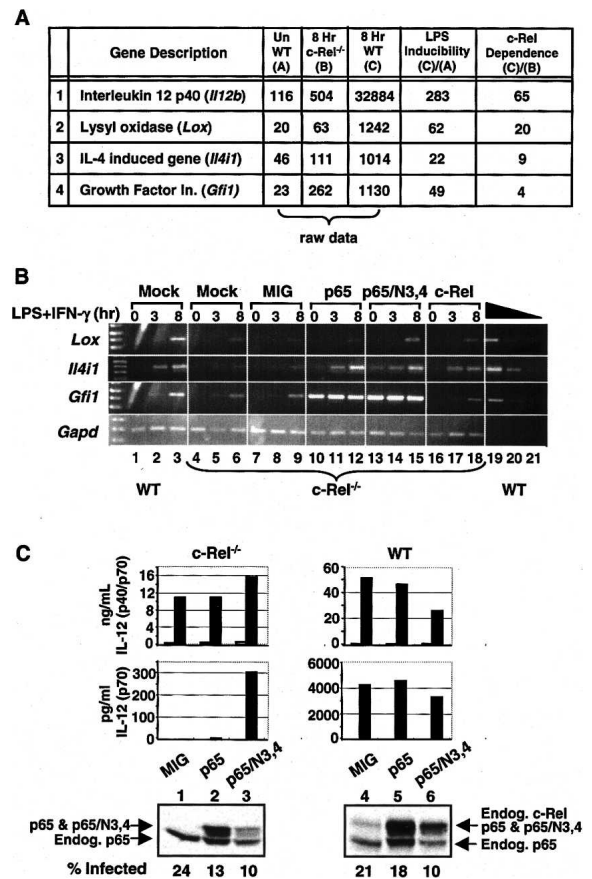 A
Gene Description | Un WT (A) | 8 Hr c-Rel-/- (B) | 8 Hr WT (C) | LPS Inducibility (C)/(A) | c-Rel Dependence (C)/(B)
1 | Interleukin 12 p40 (Il12b) | 116 | 504 | 32884 | 283 | 65
2 | Lysyl oxidase (Lox) | 20 | 63 | 1242 | 62 | 20
3 | IL-4 induced gene (Il4i1) | 46 | 111 | 1014 | 22 | 9
4 | Growth Factor In. (Gfi1) | 23 | 262 | 1130 | 49 | 4
raw data
B
Mock Mock MIG p65 p65/N3,4 c-Rel
LPS+IFN-γ (hr) 0 3 8 0 3 8 0 3 8 0 3 8 0 3 8 0 3 8
Lox
Il4i1
Gfi1
Gapd
1 2 3 4 5 6 7 8 9 10 11 12 13 14 15 16 17 18 19 20 21
WT c-Rel-/- WT
C
c-Rel-/- WT
ng/mL IL-12 (p40/p70)
16
12
8
4
0
60
40
20
0
pg/ml IL-12 (p70)
300
200
100
0
6000
4000
2000
0
MIG p65 p65/N3,4 MIG p65 p65/N3,4
1 2 3 4 5 6
p65 & p65/N3,4
Endog. p65
Endog. c-Rel
p65 & p65/N3,4
Endog. p65
% Infected 24 13 10 21 18 10